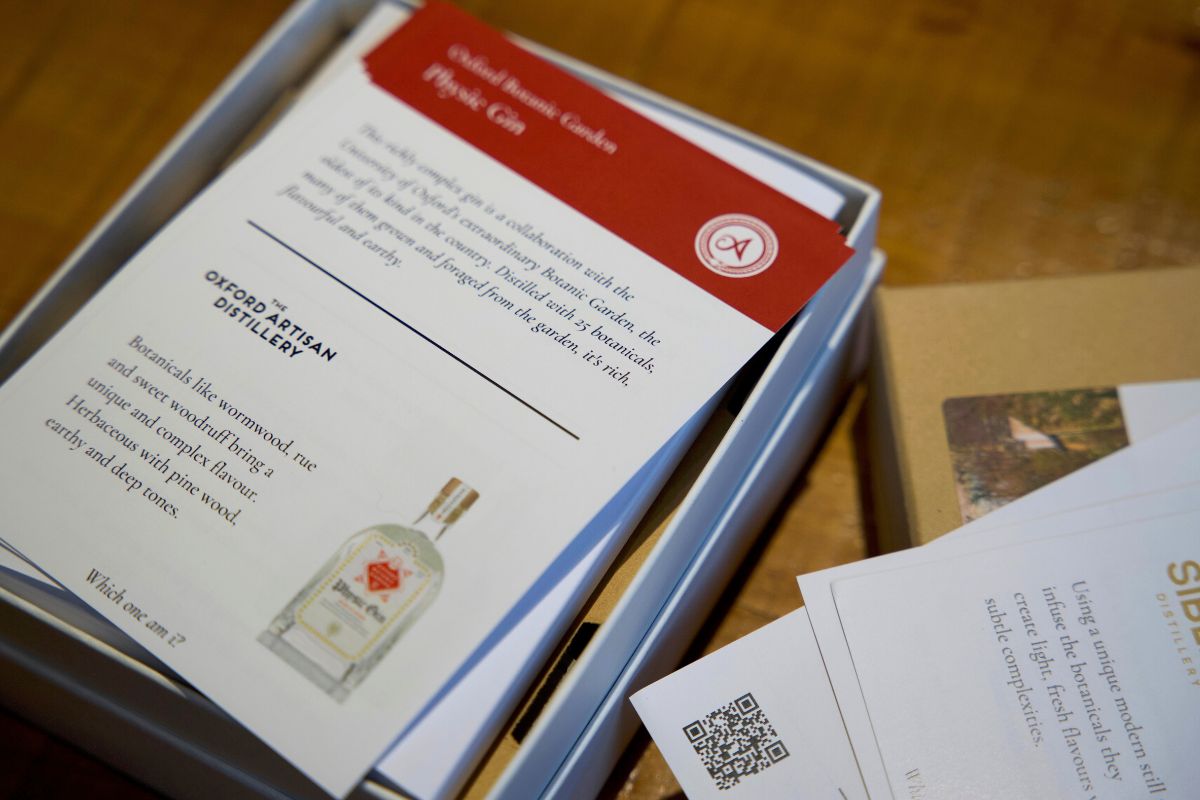 Oxford Botanic Garden
Physic Gin
A
This richly complex gin is a collaboration with the
University of Oxford's extraordinary Botanic Garden, the
oldest of its kind in the country. Distilled with 25 botanicals,
many of them grown and foraged from the garden, it's rich,
flavourful and earthy.
THE
OXFORD ARTISAN
DISTILLERY
Botanicals like wormwood, rue
and sweet woodruff bring a
unique and complex flavour.
Herbaceous with pine wood,
earthy and deep tones.
Physic Gin
Which one am i?
DISTILLERY
Using a unique modern still
infuse the botanicals they
create light, fresh flavours
subtle complexities.